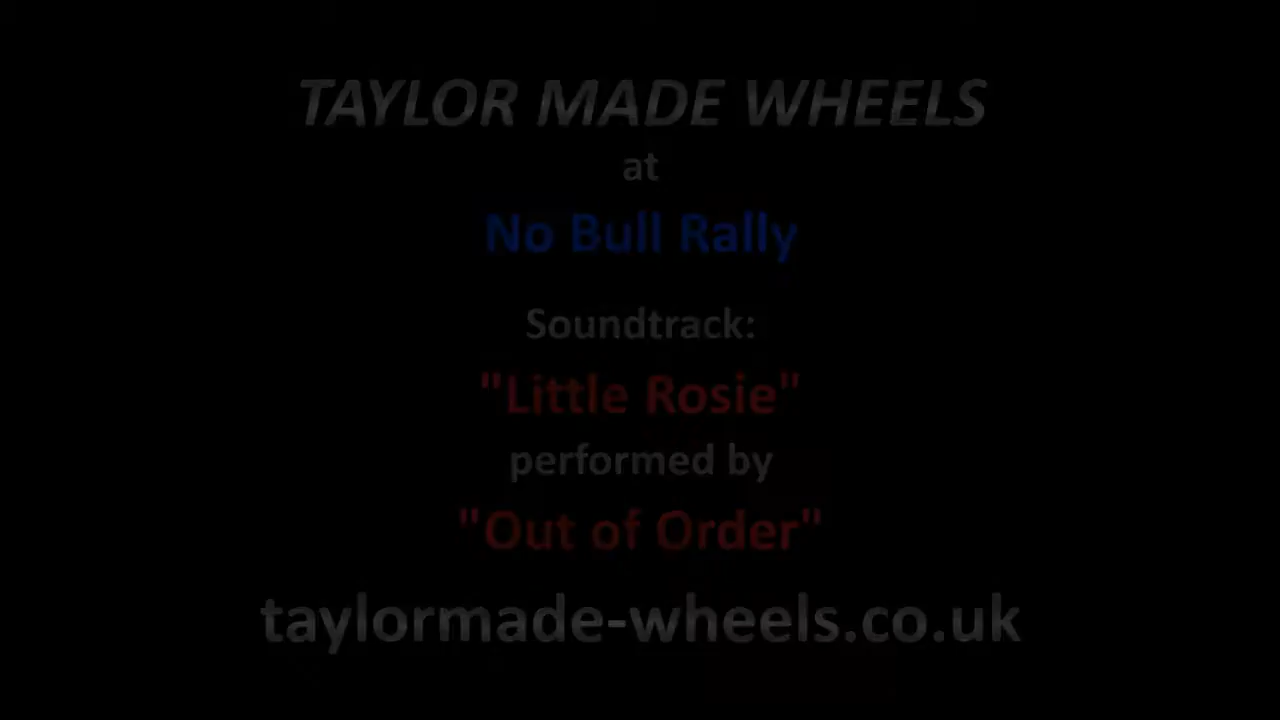 TAYLOR MADE WHEELS
at
No Bull Rally
Soundtrack:
"Little Rosie"
performed by
"Out of Order"
taylormade-wheels.co.uk